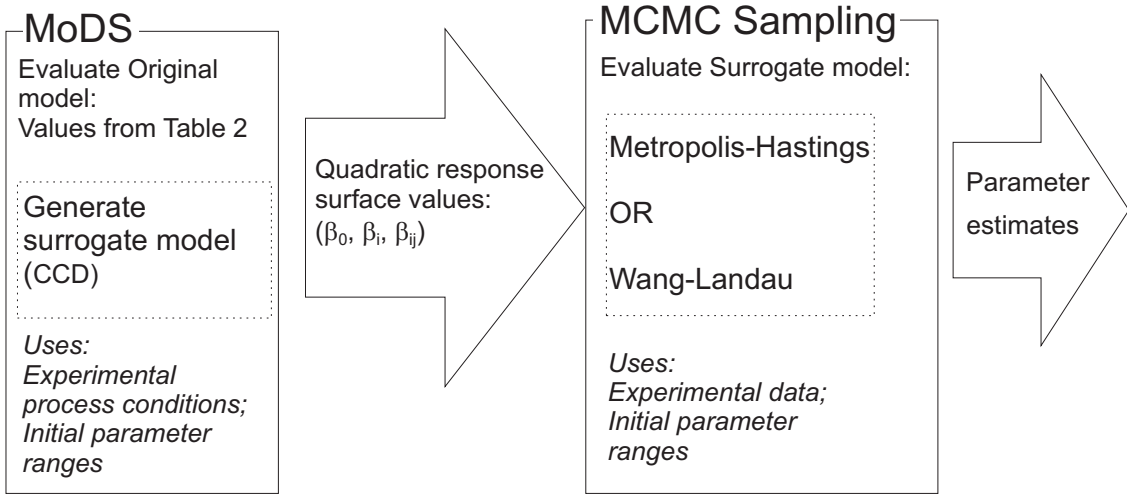 MoDS
Evaluate Original
model:
Values from Table 2
Generate
surrogate model
(CCD)
Uses:
Experimental
process conditions;
Initial parameter
ranges
Quadratic response
surface values:
(β₀, βᵢ, βᵢⱼ)
MCMC Sampling
Evaluate Surrogate model:
Metropolis-Hastings
OR
Wang-Landau
Uses:
Experimental data;
Initial parameter
ranges
Parameter
estimates